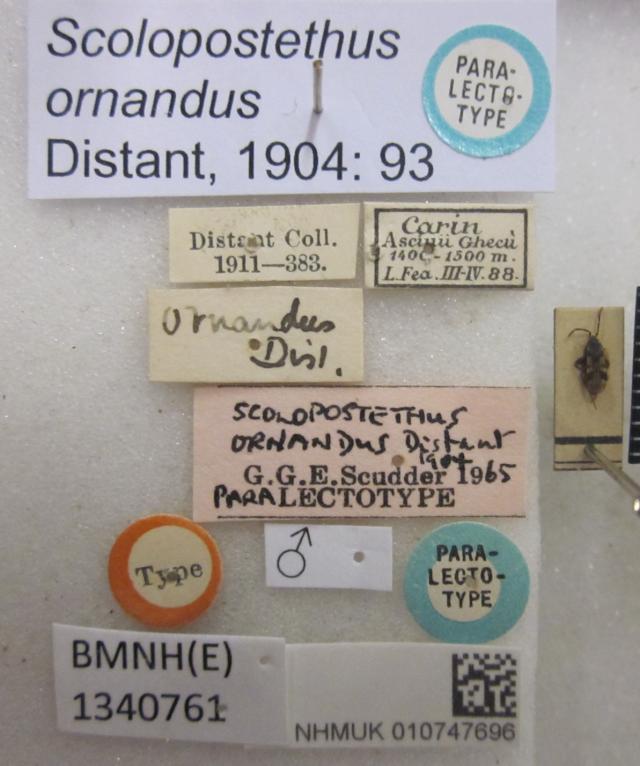 Scolopostethus
ornandus
Distant, 1904: 93
PARA-
LECTO-
TYPE
Distant Coll.
1911—383.
Carin
Asciuii Ghecù
1400-1500 m.
L. Fea. III-IV. 88.
Ornandus
Dist.
SCOLOPOSTETHUS
ORNANDUS Distant
1904
G.G.E.Scudder 1965
PARALECTOTYPE
Type
♂
PARA-
LECTO-
TYPE
BMNH(E)
1340761
NHMUK 010747696